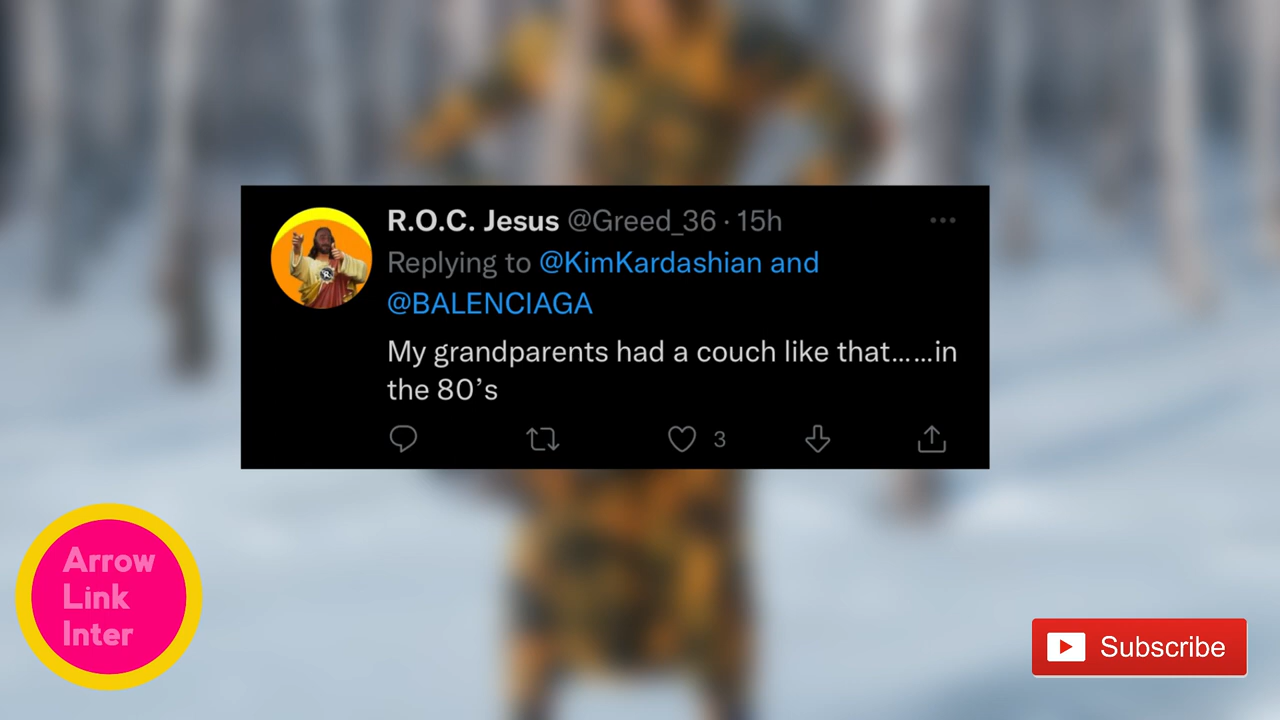 R.O.C. Jesus @Greed_36 · 15h
Replying to @KimKardashian and
@BALENCIAGA
My grandparents had a couch like that……in
the 80’s
3
Arrow
Link
Inter
Subscribe